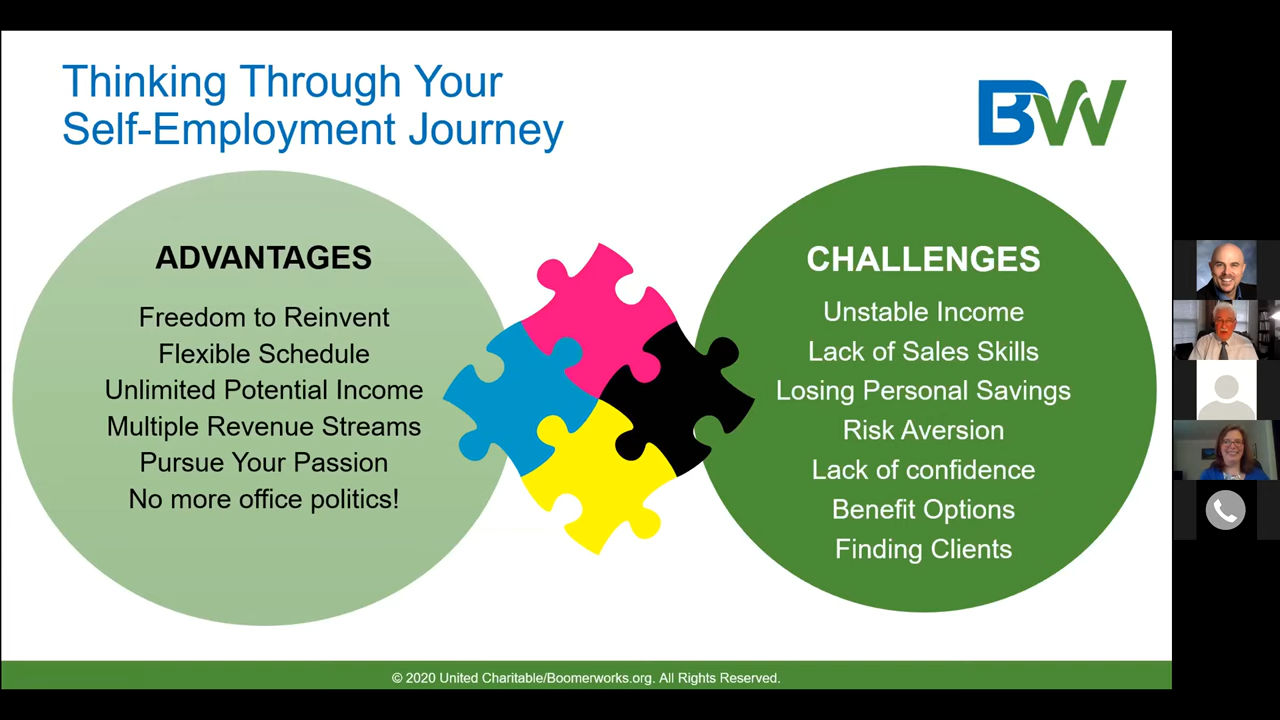 Thinking Through Your
Self-Employment Journey
BW
ADVANTAGES
Freedom to Reinvent
Flexible Schedule
Unlimited Potential Income
Multiple Revenue Streams
Pursue Your Passion
No more office politics!
CHALLENGES
Unstable Income
Lack of Sales Skills
Losing Personal Savings
Risk Aversion
Lack of confidence
Benefit Options
Finding Clients
© 2020 United Charitable/Boomerworks.org. All Rights Reserved.